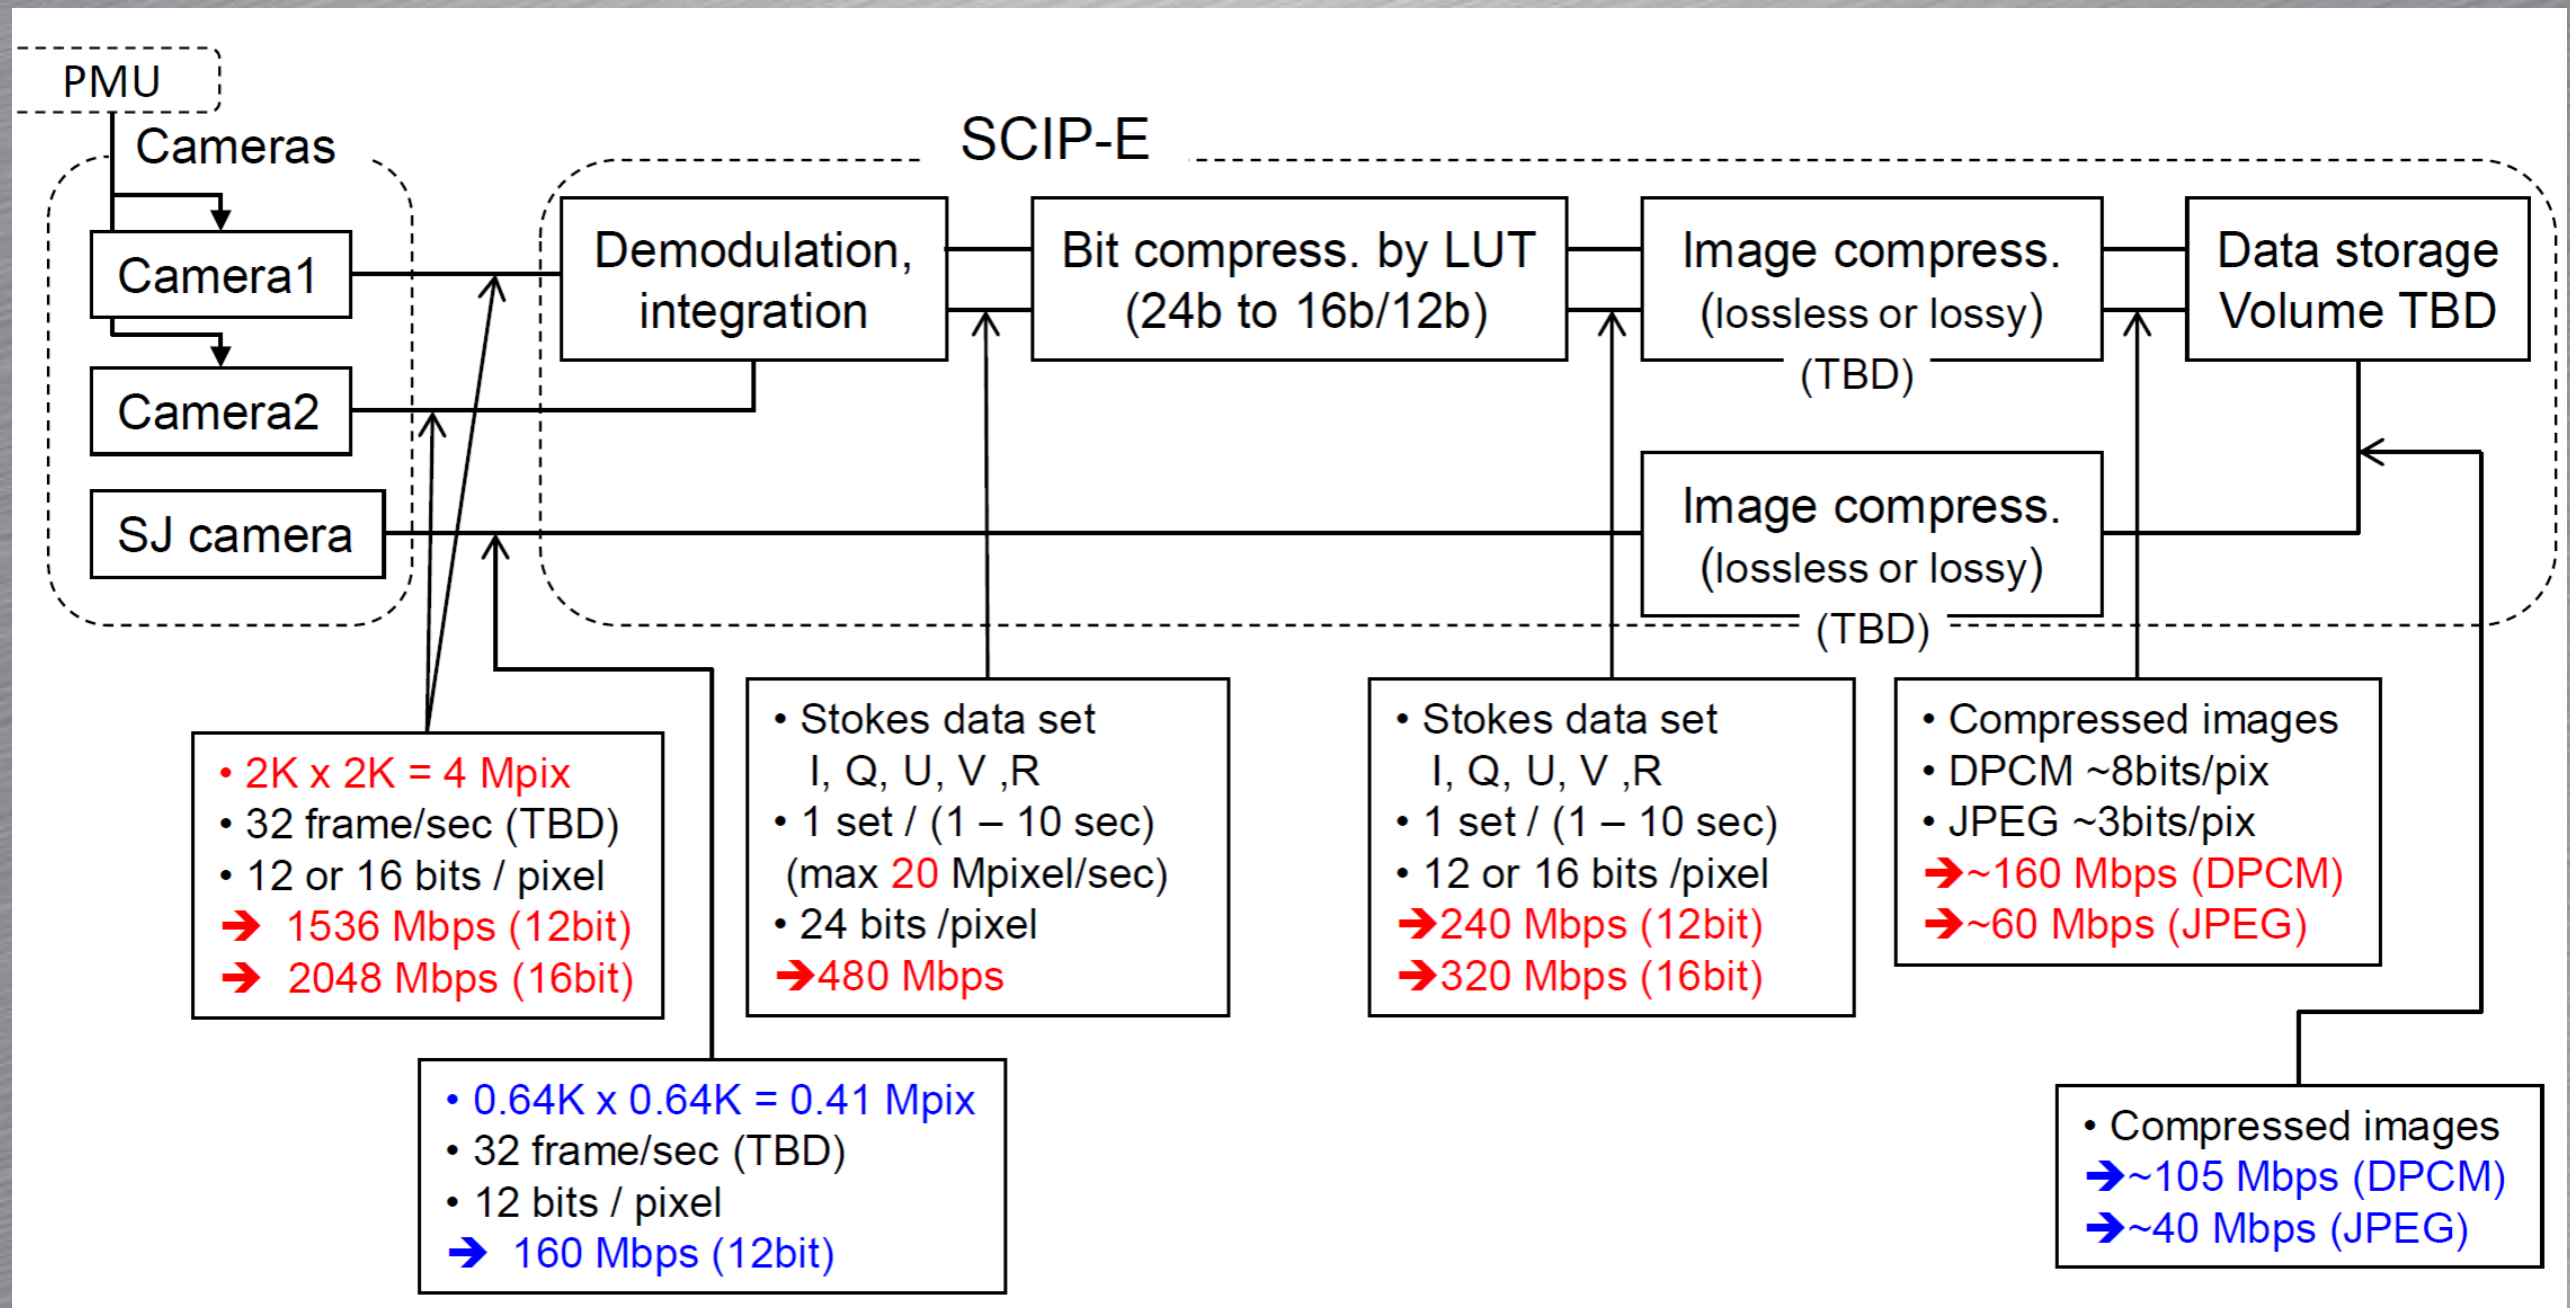 PMU
Cameras
SCIP-E
Camera1
Camera2
SJ camera
Demodulation,
integration
Bit compress. by LUT
(24b to 16b/12b)
Image compress.
(lossless or lossy)
(TBD)
Data storage
Volume TBD
Image compress.
(lossless or lossy)
(TBD)
• 2K x 2K = 4 Mpix
• 32 frame/sec (TBD)
• 12 or 16 bits / pixel
➔ 1536 Mbps (12bit)
➔ 2048 Mbps (16bit)
• Stokes data set
I, Q, U, V ,R
• 1 set / (1 – 10 sec)
(max 20 Mpixel/sec)
• 24 bits /pixel
➔480 Mbps
• Stokes data set
I, Q, U, V ,R
• 1 set / (1 – 10 sec)
• 12 or 16 bits /pixel
➔240 Mbps (12bit)
➔320 Mbps (16bit)
• Compressed images
• DPCM ~8bits/pix
• JPEG ~3bits/pix
➔~160 Mbps (DPCM)
➔~60 Mbps (JPEG)
• 0.64K x 0.64K = 0.41 Mpix
• 32 frame/sec (TBD)
• 12 bits / pixel
➔ 160 Mbps (12bit)
• Compressed images
➔~105 Mbps (DPCM)
➔~40 Mbps (JPEG)